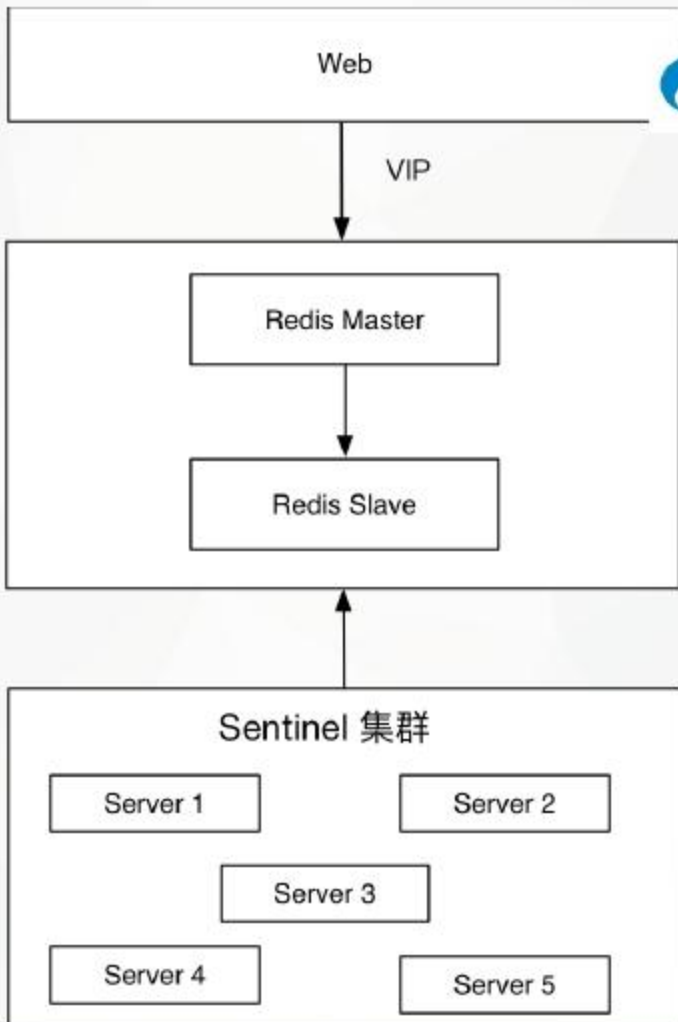 Web
VIP
Redis Master
Redis Slave
Sentinel 集群
Server 1
Server 2
Server 3
Server 4
Server 5